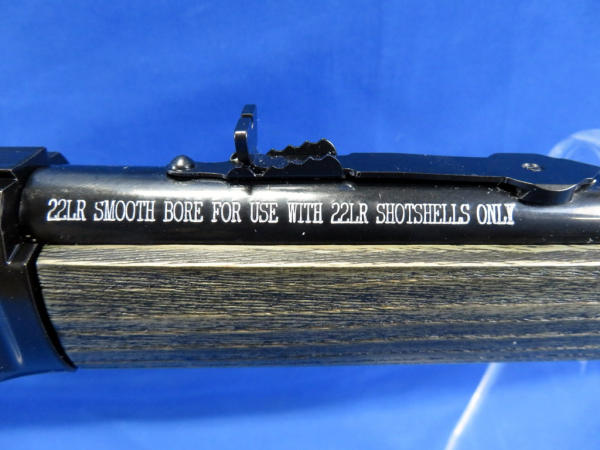 22LR SMOOTH BORE FOR USE WITH 22LR SHOTSHELLS ONLY